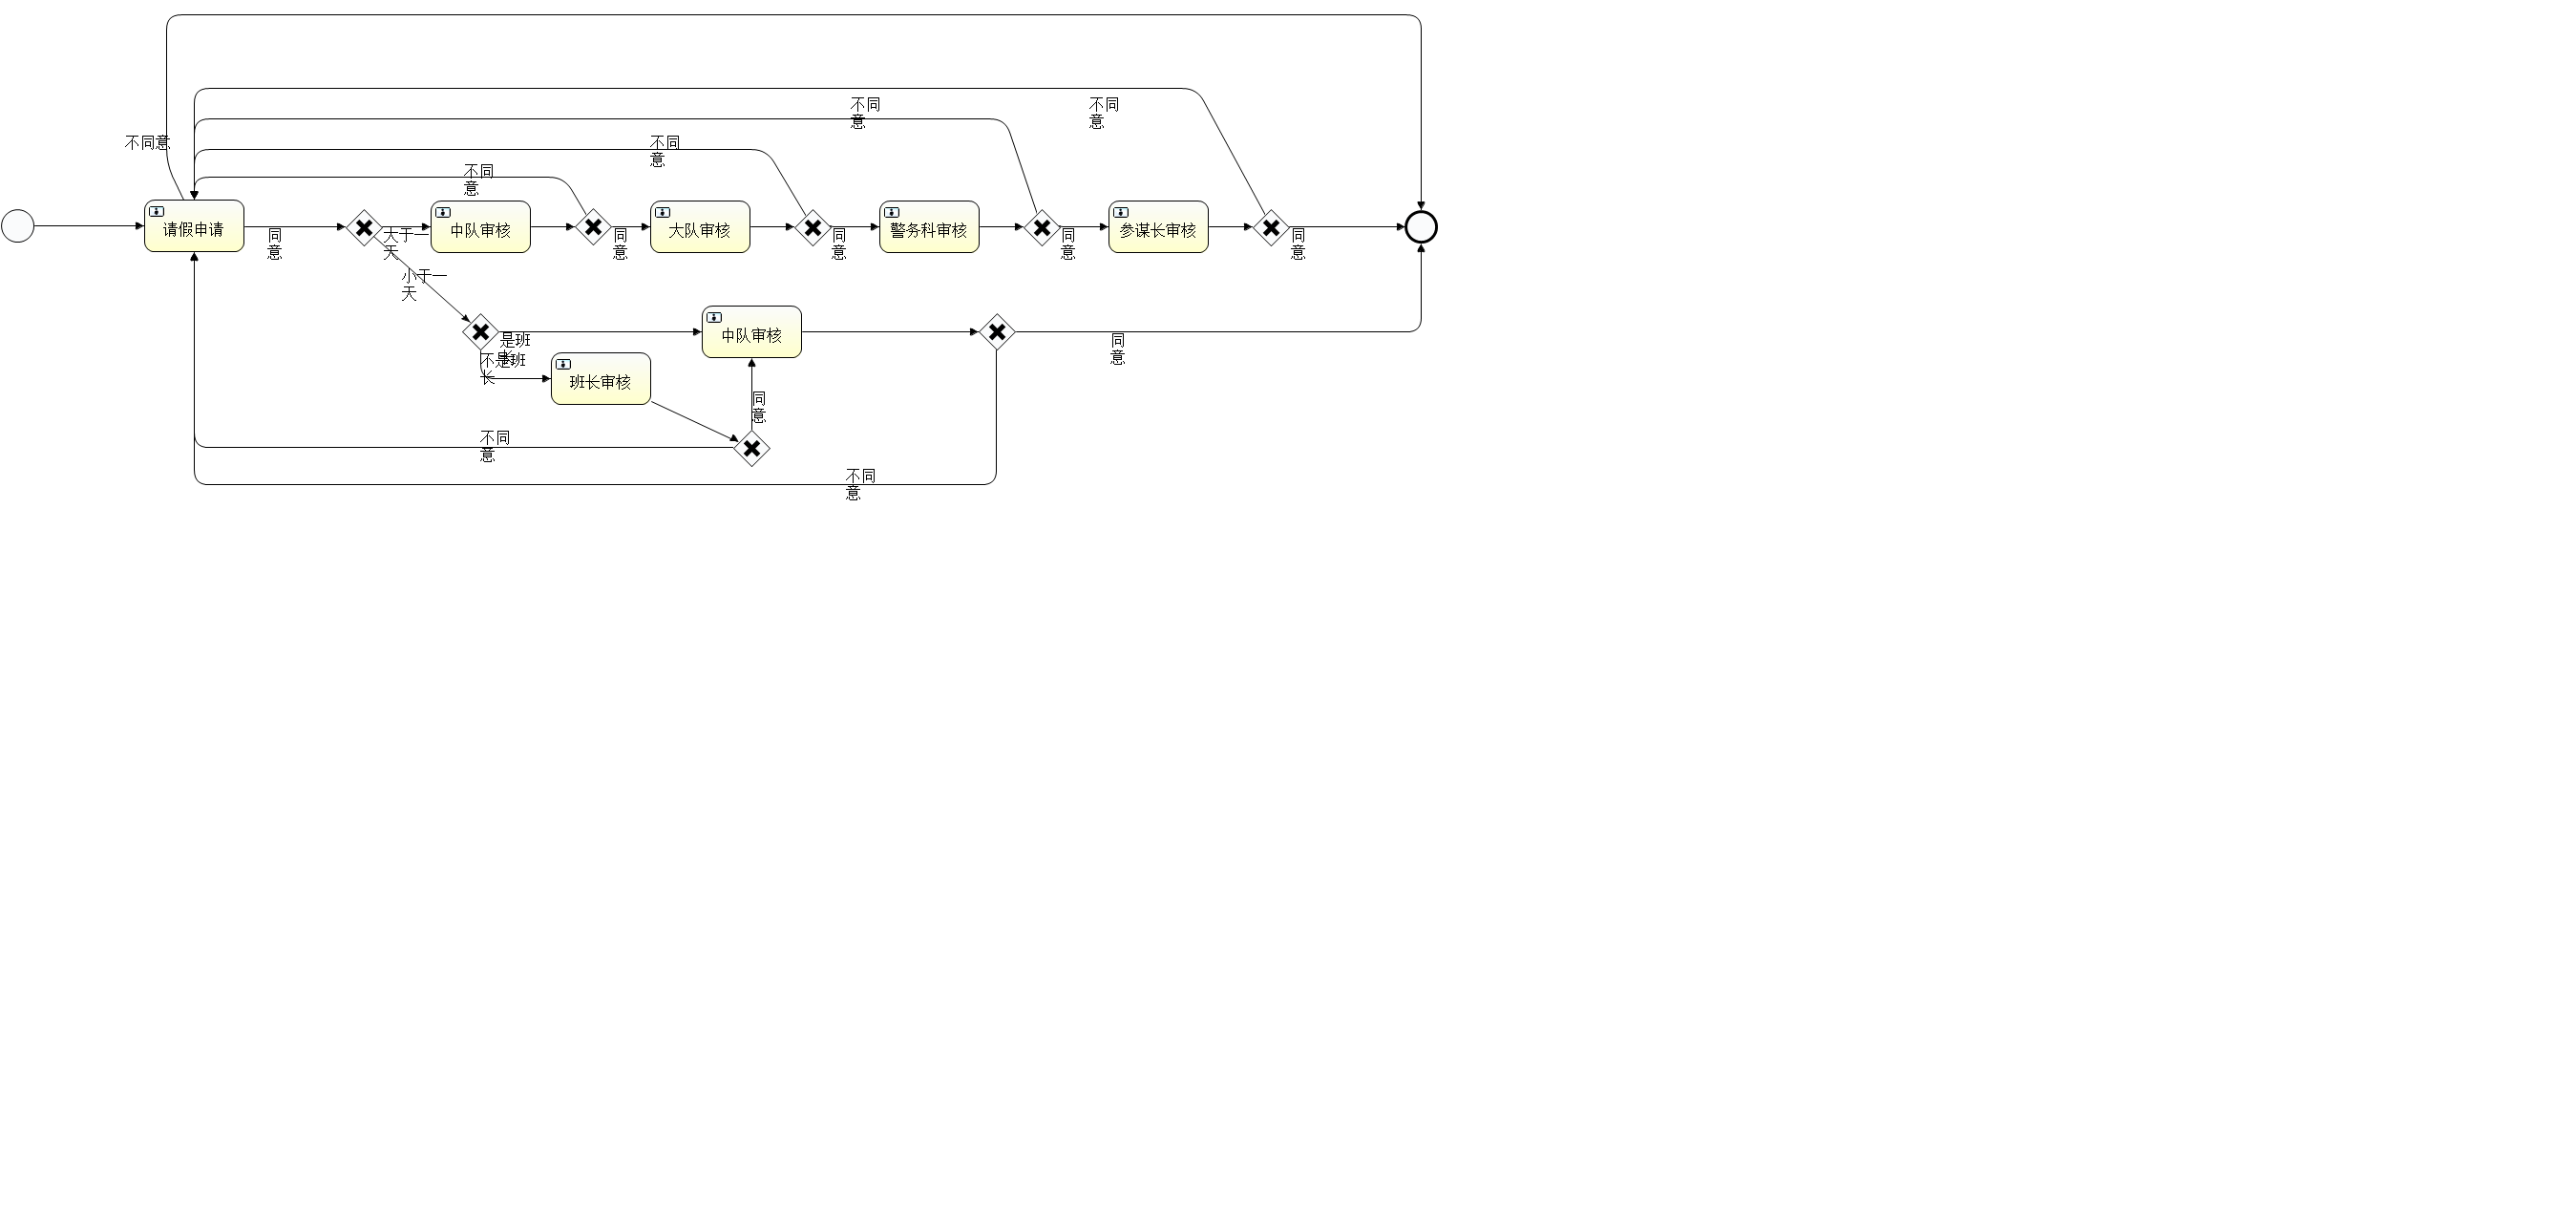 不同
意
不同
意
不同意
不同
意
不同
意
请假申请
同
意
大于一
天
中队审核
同
意
大队审核
同
意
警务科审核
同
意
参谋长审核
同
意
小于一
天
是班
长
不是班
长
中队审核
同
意
班长审核
同
意
不同
意
不同
意